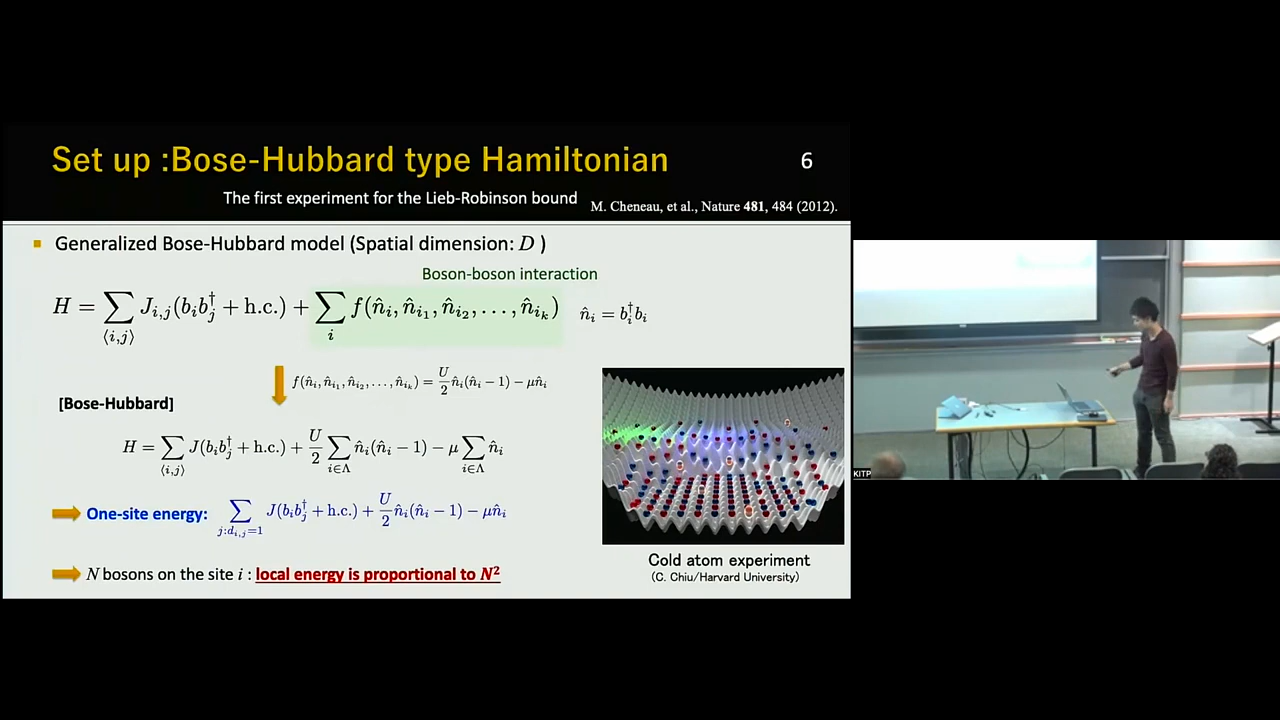 Set up :Bose-Hubbard type Hamiltonian
6
The first experiment for the Lieb-Robinson bound
M. Cheneau, et al., Nature 481, 484 (2012).
Generalized Bose-Hubbard model (Spatial dimension: D )
Boson-boson interaction
H = ∑_{⟨i,j⟩} J_{i,j}(b_i b_j^† + h.c.) + ∑_i f(n̂_i, n̂_{i_1}, n̂_{i_2}, . . . , n̂_{i_k}) n̂_i = b_i^† b_i
f(n̂_i, n̂_{i_1}, n̂_{i_2}, . . . , n̂_{i_k}) = U/2 n̂_i(n̂_i − 1) − μn̂_i
[Bose-Hubbard]
H = ∑_{⟨i,j⟩} J(b_i b_j^† + h.c.) + U/2 ∑_{i∈Λ} n̂_i(n̂_i − 1) − μ ∑_{i∈Λ} n̂_i
One-site energy: ∑_{j:d_{i,j}=1} J(b_i b_j^† + h.c.) + U/2 n̂_i(n̂_i − 1) − μn̂_i
N bosons on the site i : local energy is proportional to N²
Cold atom experiment
(C. Chiu/Harvard University)
KITP